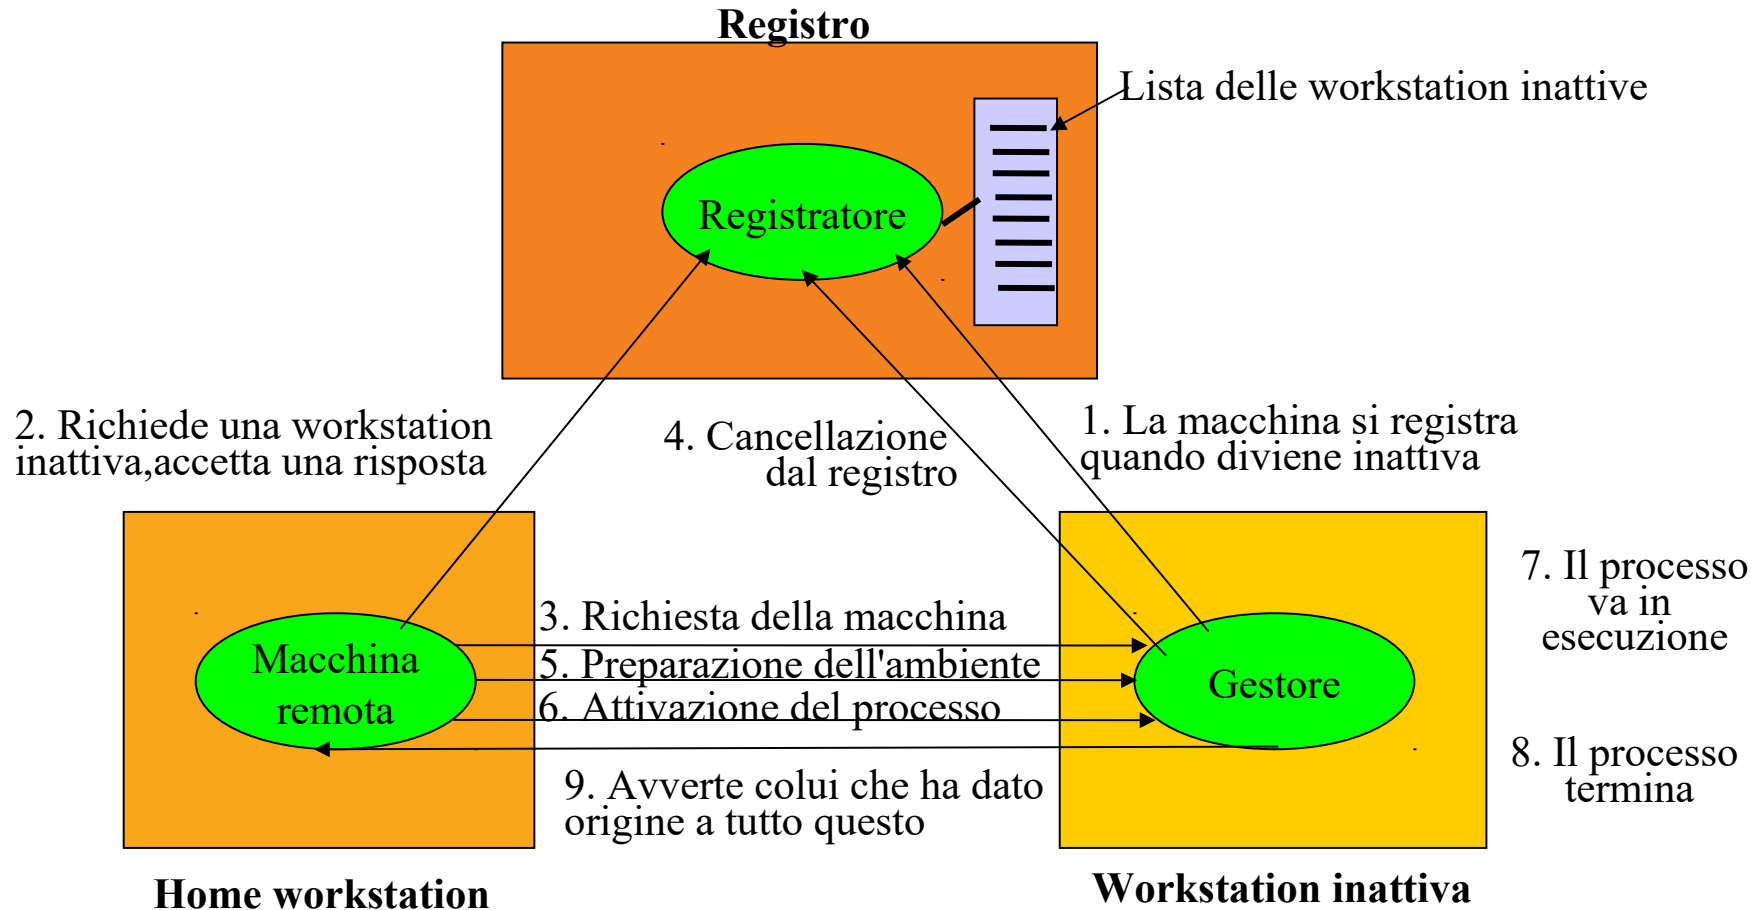 Registro
Lista delle workstation inattive
Registratore
2. Richiede una workstation
inattiva,accetta una risposta
4. Cancellazione
dal registro
1. La macchina si registra
quando diviene inattiva
3. Richiesta della macchina
5. Preparazione dell'ambiente
6. Attivazione del processo
Macchina
remota
Gestore
7. Il processo
va in
esecuzione
8. Il processo
termina
9. Avverte colui che ha dato
origine a tutto questo
Home workstation
Workstation inattiva